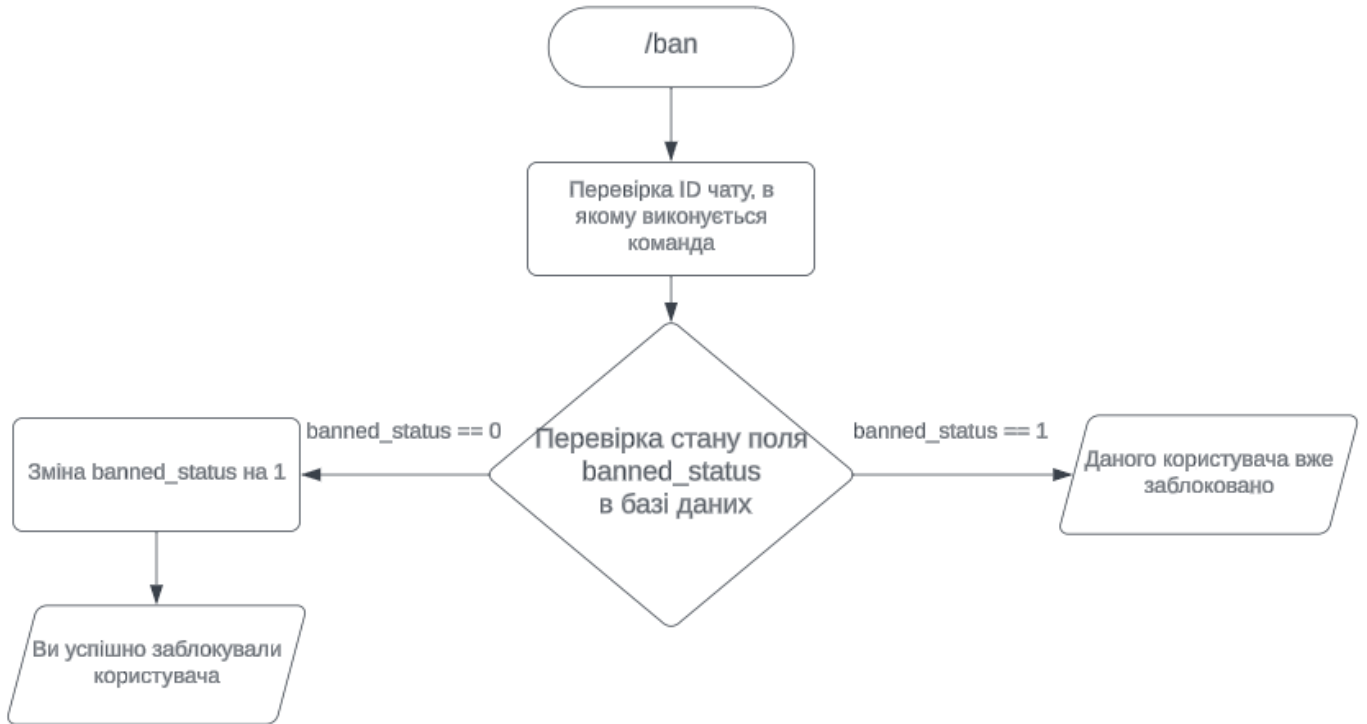 /ban
Перевірка ID чату, в
якому виконується
команда
banned_status == 0
Перевірка стану поля
banned_status
в базі даних
banned_status == 1
Зміна banned_status на 1
Даного користувача вже
заблоковано
Ви успішно заблокували
користувача